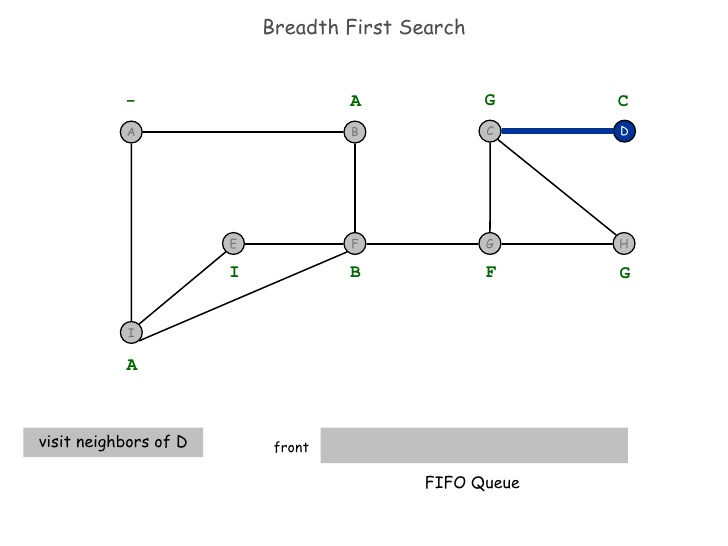 Breadth First Search
- A G C
A B C D
E F G H
I B F G
I
A
visit neighbors of D
front
FIFO Queue